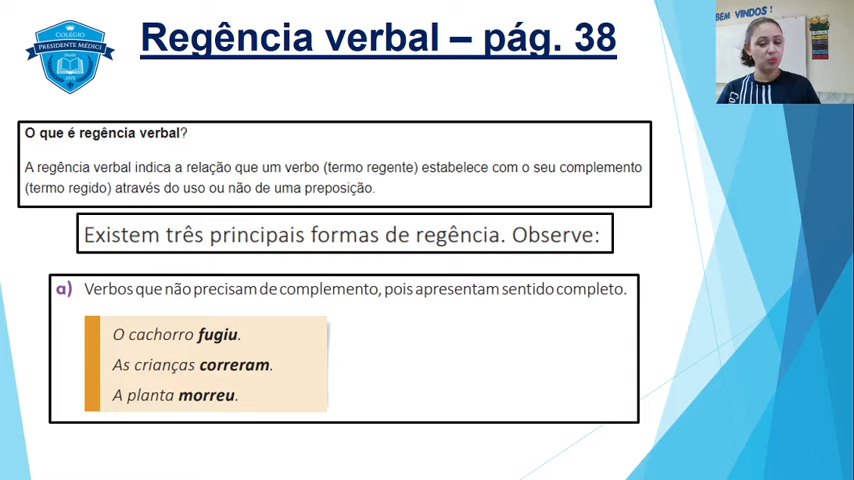 COLÉGIO
PRESIDENTE MÉDICI
Regência verbal – pág. 38
BEM VINDOS!
O que é regência verbal?
A regência verbal indica a relação que um verbo (termo regente) estabelece com o seu complemento
(termo regido) através do uso ou não de uma preposição.
Existem três principais formas de regência. Observe:
a) Verbos que não precisam de complemento, pois apresentam sentido completo.
O cachorro fugiu.
As crianças correram.
A planta morreu.